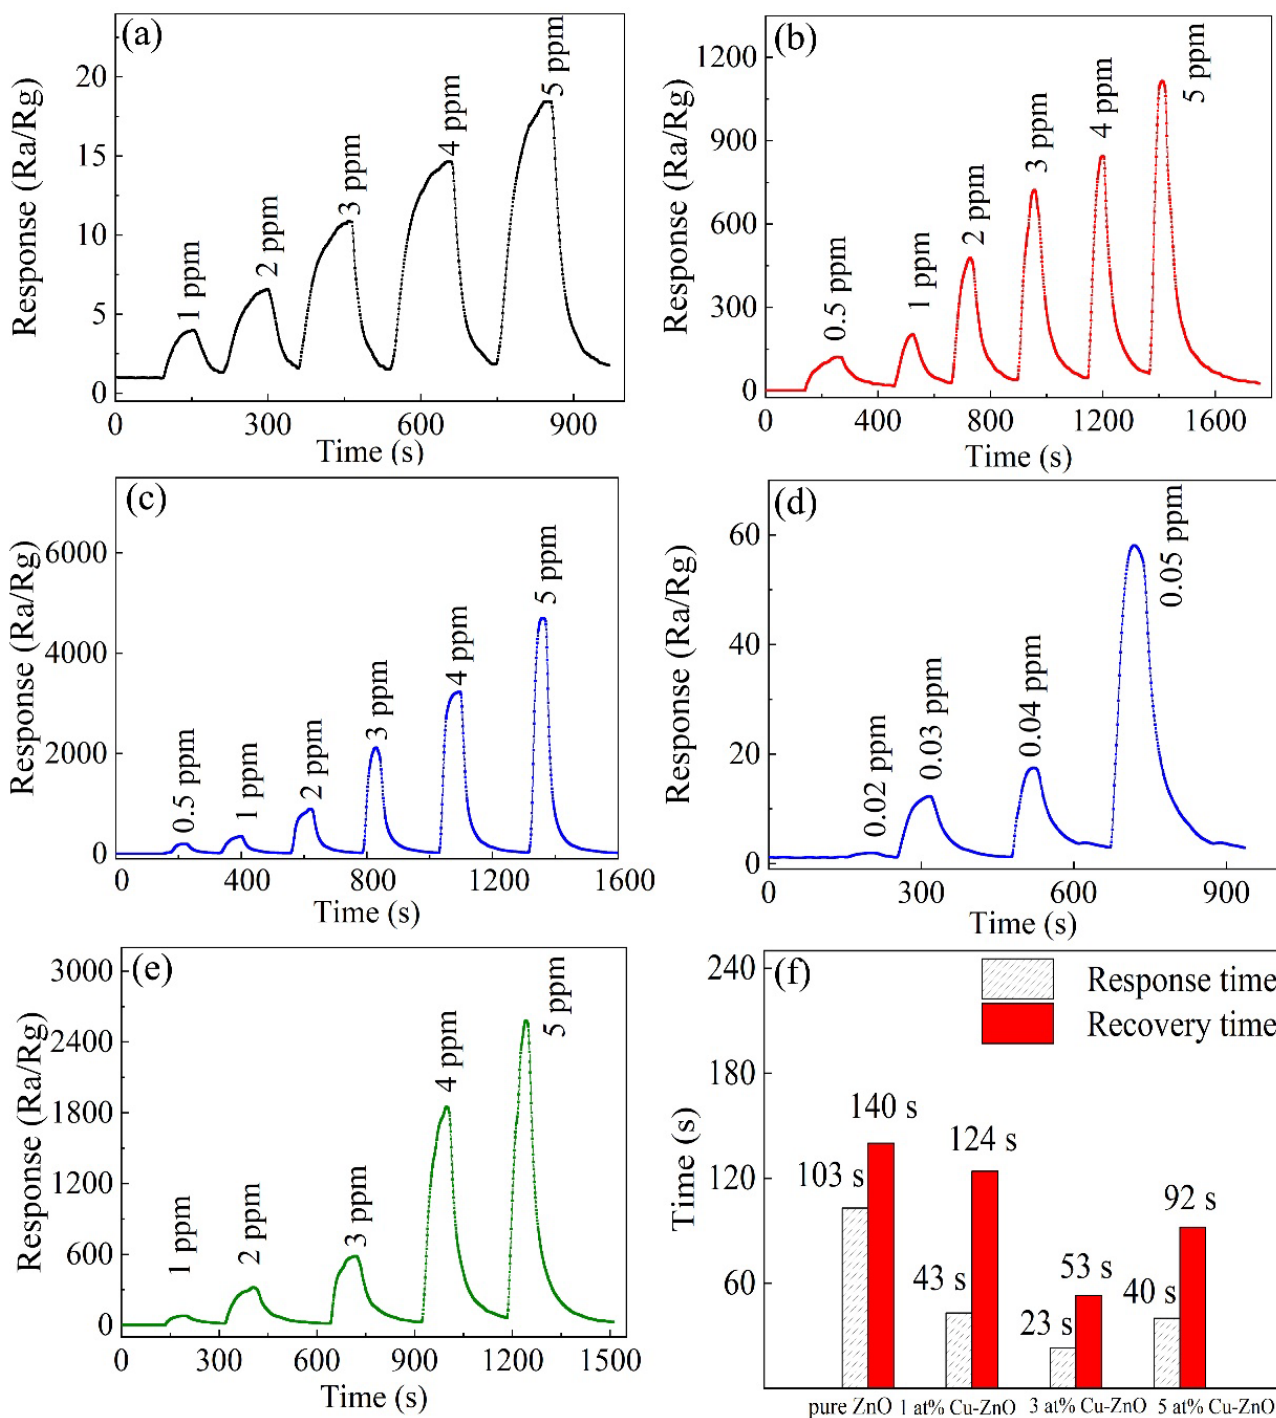 (a)
Response (Ra/Rg)
20
15
10
5
0
1 ppm
2 ppm
3 ppm
4 ppm
5 ppm
0 300 600 900
Time (s)
(b)
Response (Ra/Rg)
1200
900
600
300
0
0.5 ppm
1 ppm
2 ppm
3 ppm
4 ppm
5 ppm
0 400 800 1200 1600
Time (s)
(c)
Response (Ra/Rg)
6000
4000
2000
0
0.5 ppm
1 ppm
2 ppm
3 ppm
4 ppm
5 ppm
0 400 800 1200 1600
Time (s)
(d)
Response (Ra/Rg)
60
40
20
0
0.02 ppm
0.03 ppm
0.04 ppm
0.05 ppm
0 300 600 900
Time (s)
(e)
Response (Ra/Rg)
3000
2400
1800
1200
600
0
1 ppm
2 ppm
3 ppm
4 ppm
5 ppm
0 300 600 900 1200 1500
Time (s)
(f)
Response time
Recovery time
Time (s)
240
180
120
60
103 s
140 s
43 s
124 s
23 s
53 s
40 s
92 s
pure ZnO 1 at% Cu-ZnO 3 at% Cu-ZnO 5 at% Cu-ZnO